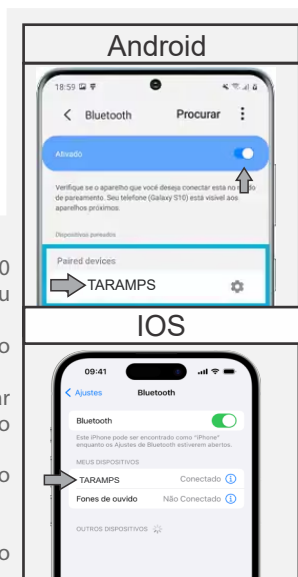 Android
18:59
Bluetooth Procurar
Ativado
Verifique se o aparelho que você deseja conectar esta no modo
de pareamento. Seu telefone (Galaxy S10) está visível aos
aparelhos próximos.
Dispositivos pareados
Paired devices
TARAMPS
0
u
o
ar
o
o
o
IOS
09:41
Ajustes Bluetooth
Bluetooth
Este iPhone pode ser encontrado como "iPhone"
enquanto os Ajustes de Bluetooth estiverem abertos.
MEUS DISPOSITIVOS
TARAMPS Conectado
Fones de ouvido Não Conectado
OUTROS DISPOSITIVOS